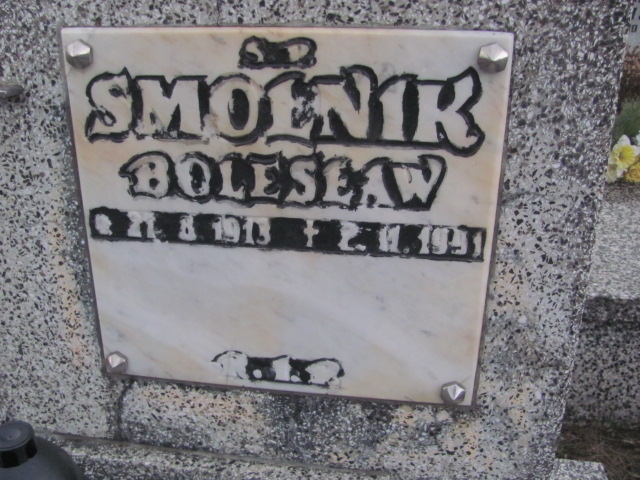 Ś.P.
SMOLNIK
BOLESŁAW
* 21. 8. 1913 † 2. 11. 1991
R.I.P.